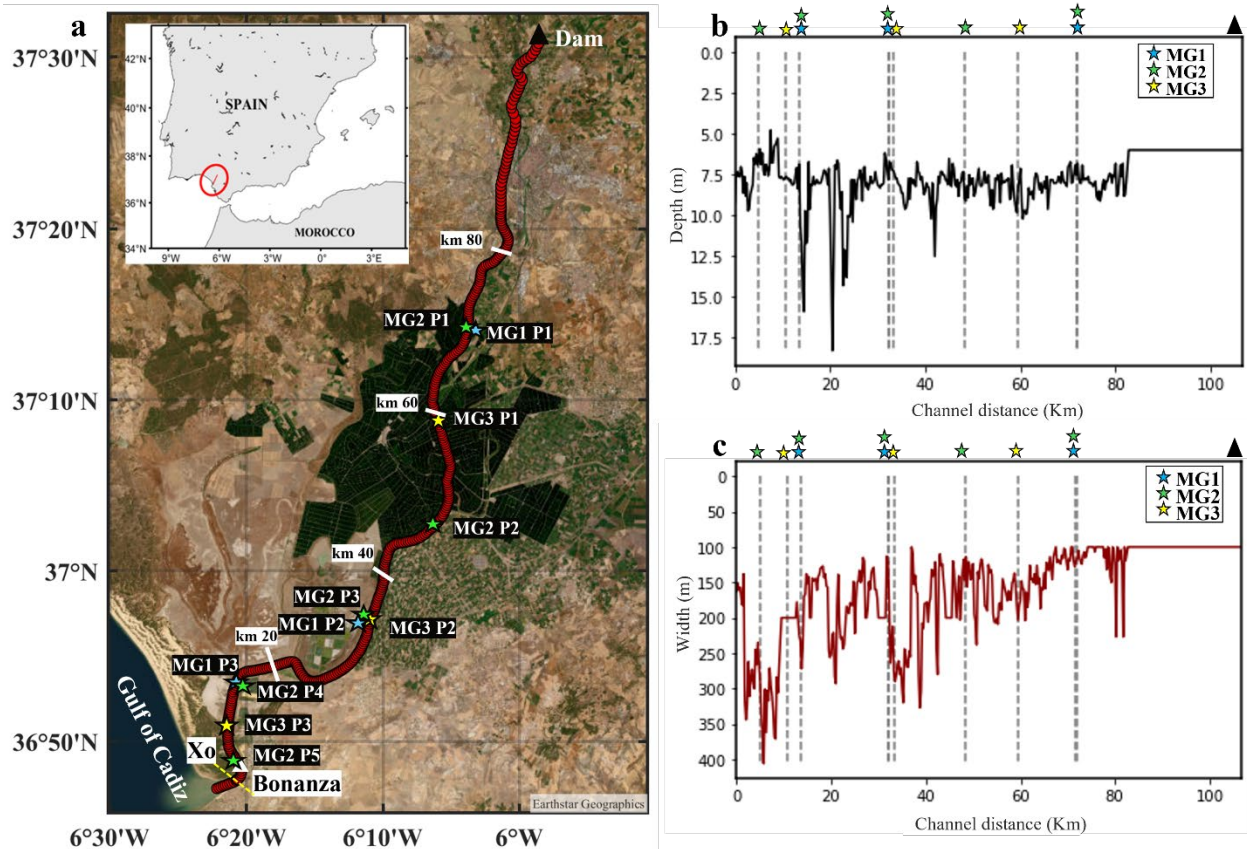 a
37°30'N
37°20'N
37°10'N
37°N
36°50'N
6°30'W
6°20'W
6°10'W
6°W
42°N
40°N
38°N
36°N
34°N
9°W
6°W
3°W
0°
3°E
SPAIN
MOROCCO
Dam
km 80
MG2 P1
MG1 P1
km 60
MG3 P1
MG2 P2
km 40
MG2 P3
MG1 P2
MG3 P2
km 20
MG1 P3
MG2 P4
MG3 P3
Xo
MG2 P5
Bonanza
Gulf of Cadiz
Earthstar Geographics
b
MG1
MG2
MG3
0.0
2.5
5.0
7.5
10.0
12.5
15.0
17.5
Depth (m)
0 20 40 60 80 100
Channel distance (Km)
c
MG1
MG2
MG3
0
50
100
150
200
250
300
350
400
Width (m)
0 20 40 60 80 100
Channel distance (Km)